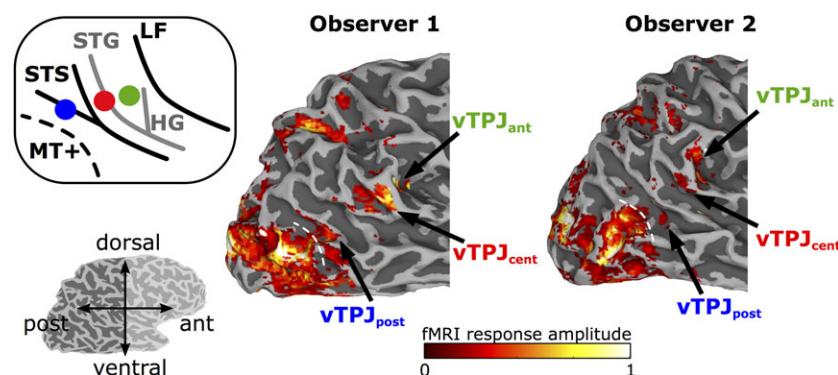 Observer 1
Observer 2
LF
STG
STS
HG
MT+
vTPJant
vTPJant
vTPJcent
vTPJcent
vTPJpost
vTPJpost
dorsal
post
ant
ventral
fMRI response amplitude
0
1